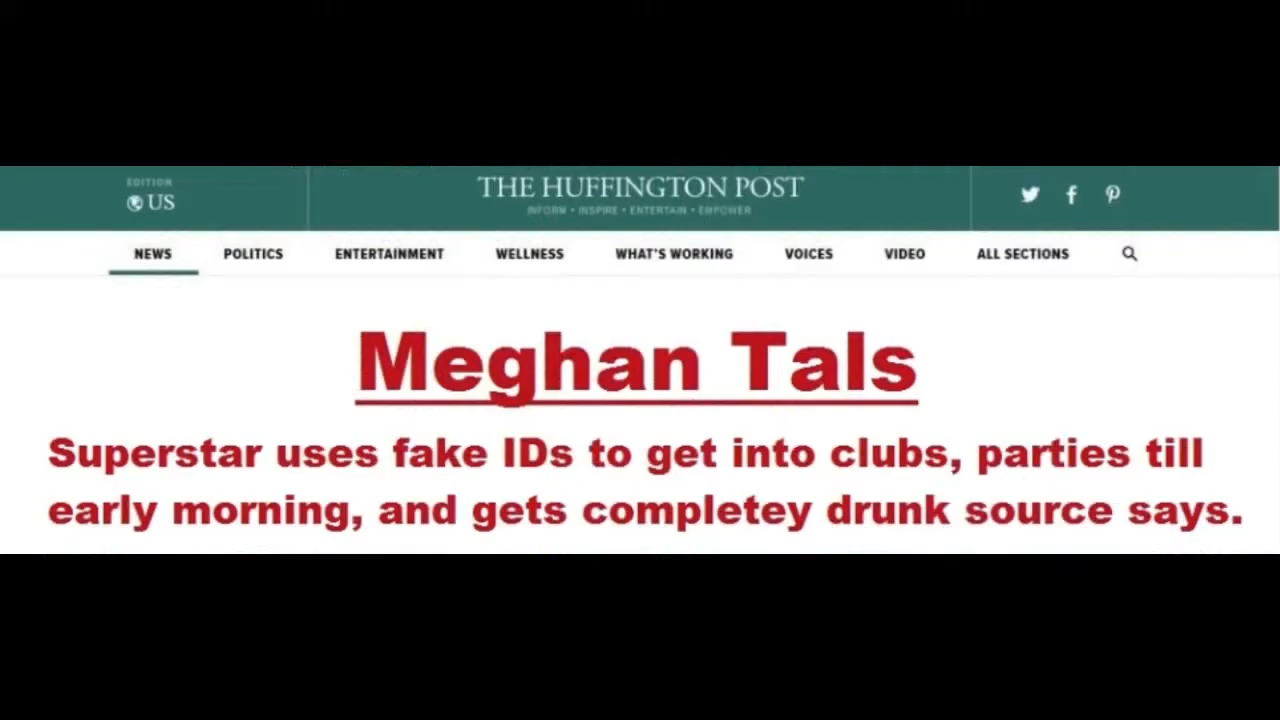 EDITION
US
THE HUFFINGTON POST
INFORM • INSPIRE • ENTERTAIN • EMPOWER
NEWS POLITICS ENTERTAINMENT WELLNESS WHAT'S WORKING VOICES VIDEO ALL SECTIONS
Meghan Tals
Superstar uses fake IDs to get into clubs, parties till
early morning, and gets completey drunk source says.